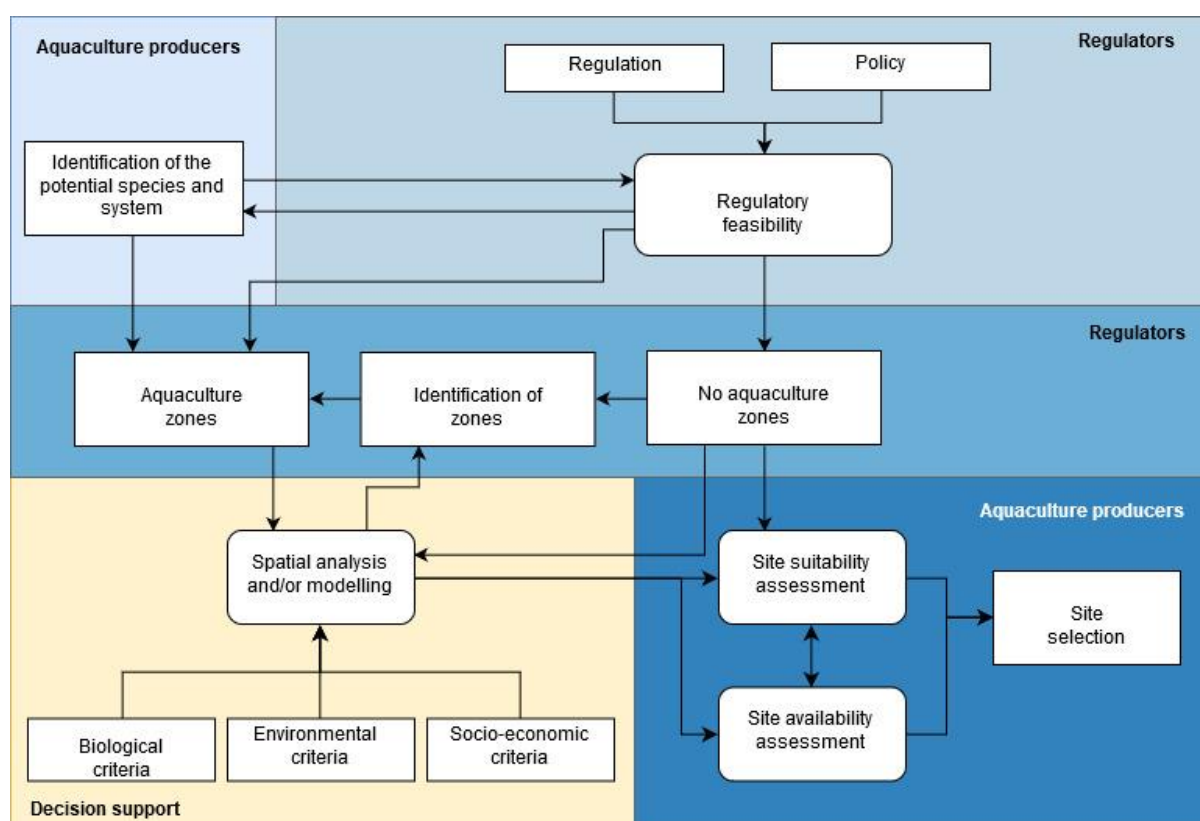 Aquaculture producers
Regulators
Regulation
Policy
Identification of the
potential species and
system
Regulatory
feasibility
Regulators
Aquaculture
zones
Identification of
zones
No aquaculture
zones
Aquaculture producers
Spatial analysis
and/or modelling
Site suitability
assessment
Site
selection
Site availability
assessment
Biological
criteria
Environmental
criteria
Socio-economic
criteria
Decision support